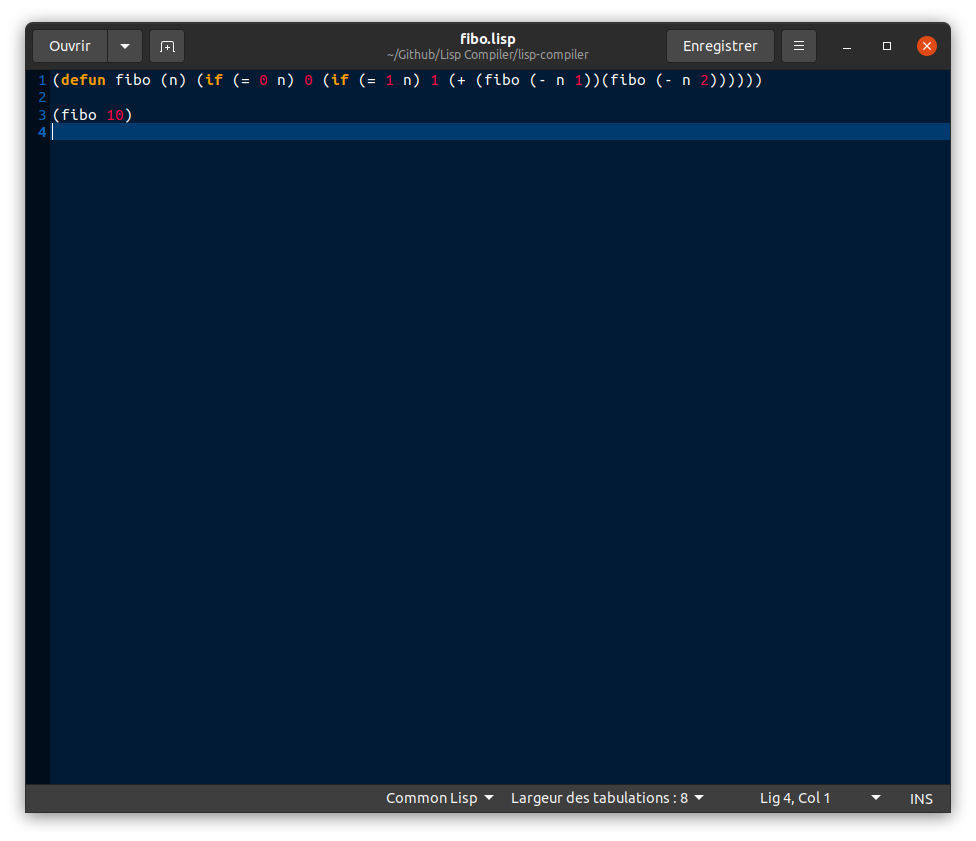 Ouvrir
fibo.lisp
~/Github/Lisp Compiler/lisp-compiler
Enregistrer
1 (defun fibo (n) (if (= 0 n) 0 (if (= 1 n) 1 (+ (fibo (- n 1))(fibo (- n 2))))))
2
3 (fibo 10)
4
Common Lisp Largeur des tabulations : 8 Lig 4, Col 1 INS